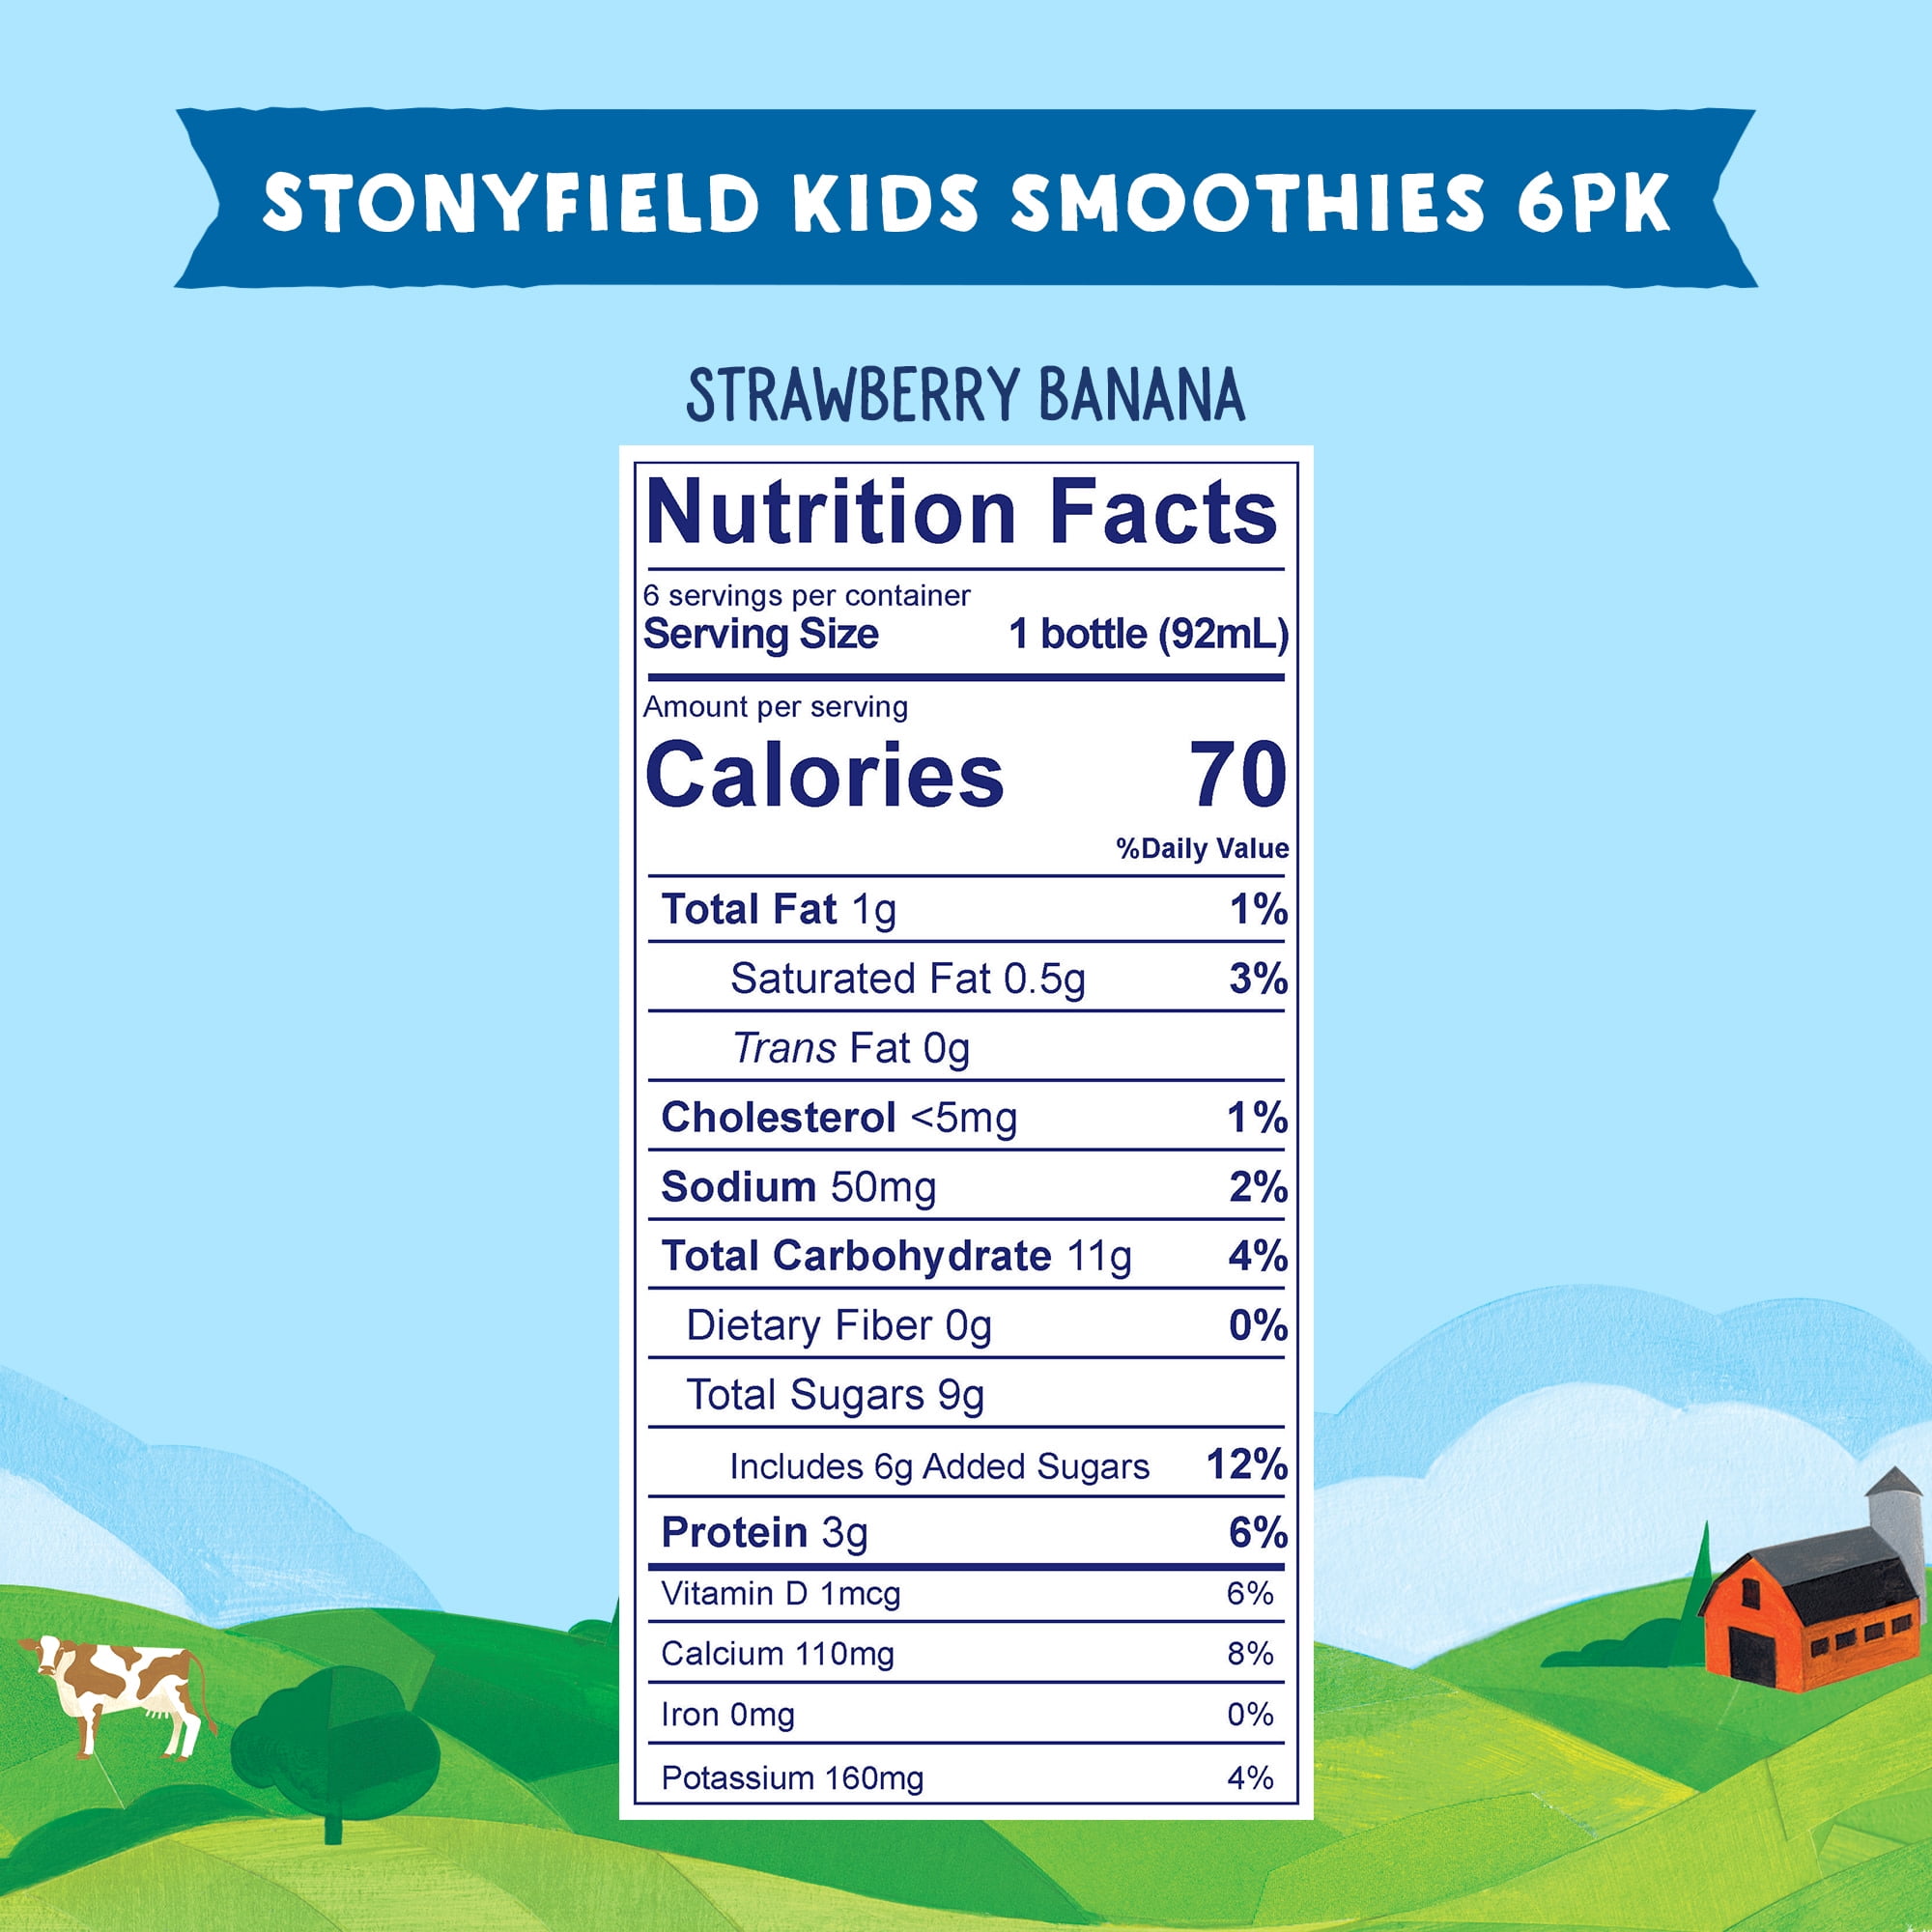 STONYFIELD KIDS SMOOTHIES 6PK
STRAWBERRY BANANA
Nutrition Facts
6 servings per container
Serving Size 1 bottle (92mL)
Amount per serving
Calories 70
%Daily Value
Total Fat 1g 1%
Saturated Fat 0.5g 3%
Trans Fat 0g
Cholesterol <5mg 1%
Sodium 50mg 2%
Total Carbohydrate 11g 4%
Dietary Fiber 0g 0%
Total Sugars 9g
Includes 6g Added Sugars 12%
Protein 3g 6%
Vitamin D 1mcg 6%
Calcium 110mg 8%
Iron 0mg 0%
Potassium 160mg 4%